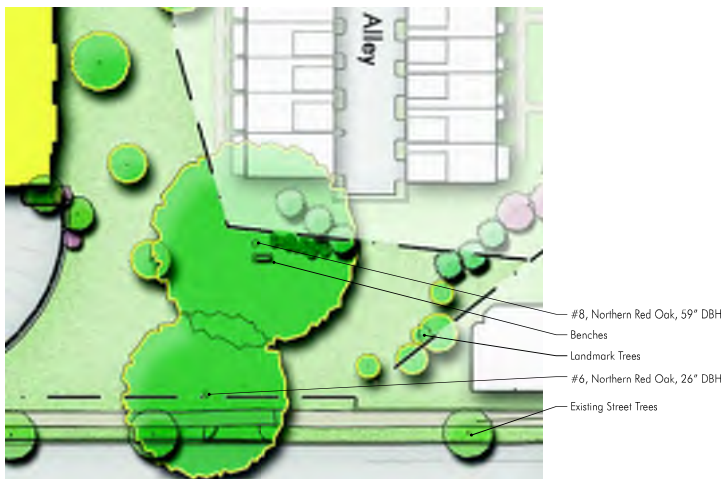 Alley
#8, Northern Red Oak, 59" DBH
Benches
Landmark Trees
#6, Northern Red Oak, 26" DBH
Existing Street Trees